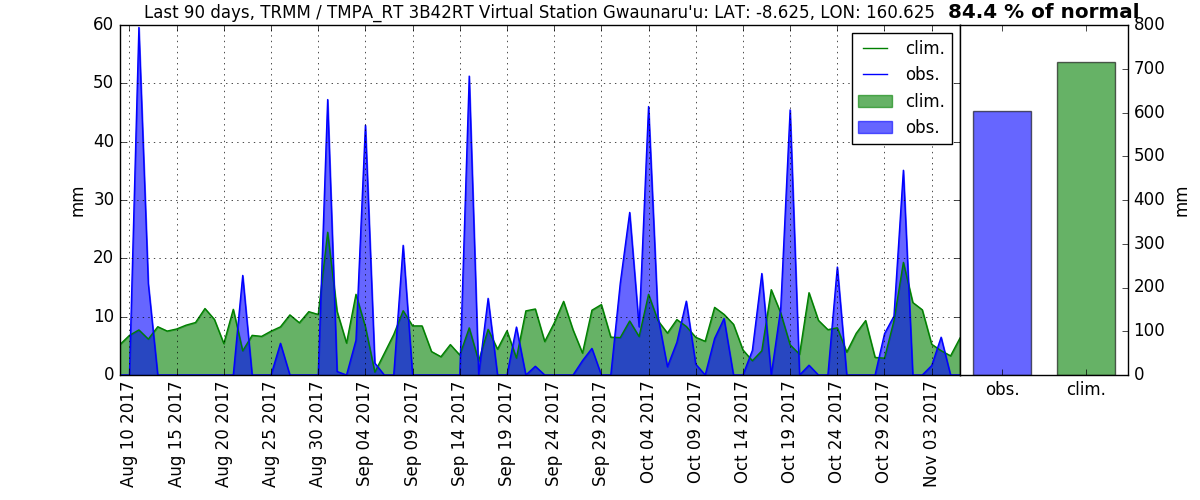 Last 90 days, TRMM / TMPA_RT 3B42RT Virtual Station Gwaunaru'u: LAT: -8.625, LON: 160.625 84.4 % of normal
60
50
40
30
20
10
0
mm
clim.
obs.
clim.
obs.
800
700
600
500
400
300
200
100
0
mm
Aug 10 2017
Aug 15 2017
Aug 20 2017
Aug 25 2017
Aug 30 2017
Sep 04 2017
Sep 09 2017
Sep 14 2017
Sep 19 2017
Sep 24 2017
Sep 29 2017
Oct 04 2017
Oct 09 2017
Oct 14 2017
Oct 19 2017
Oct 24 2017
Oct 29 2017
Nov 03 2017
obs.
clim.